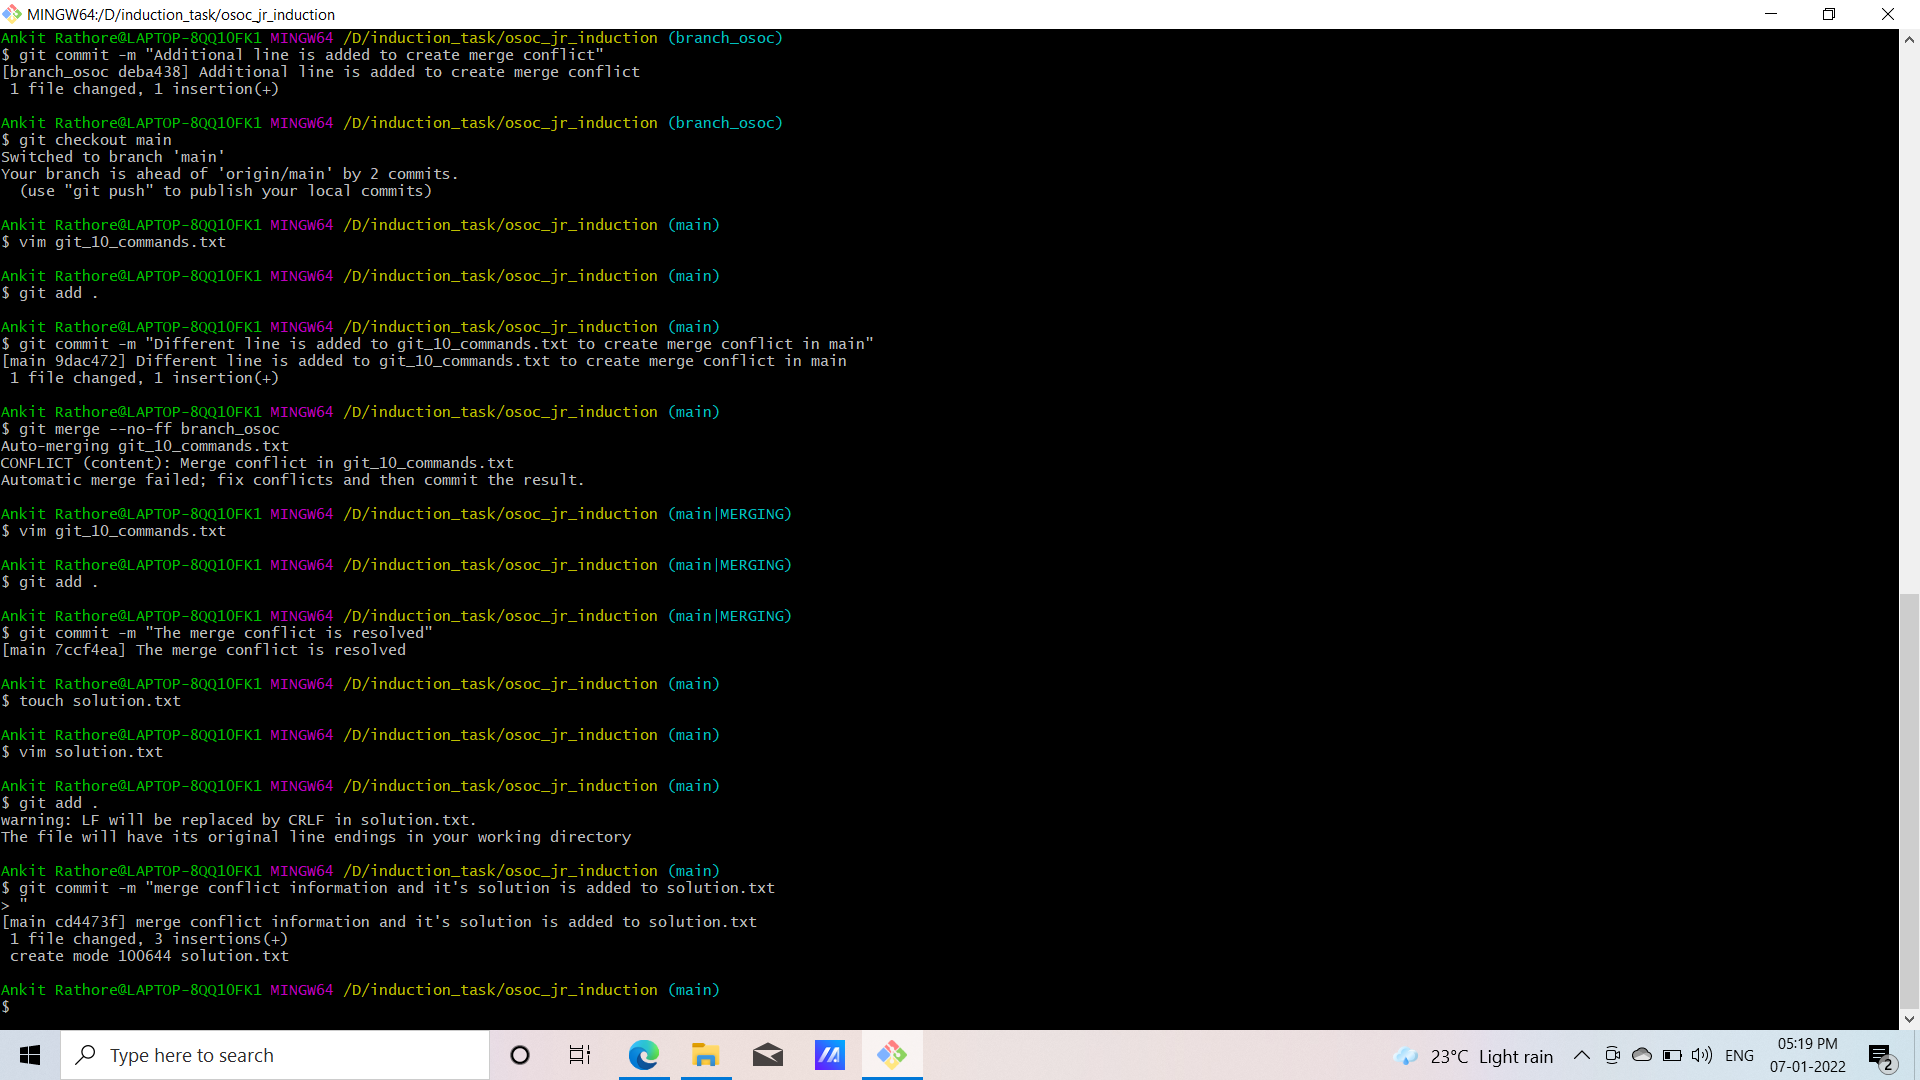 MINGW64:/D/induction_task/osoc_jr_induction
Ankit Rathore@LAPTOP-8QQ10FK1 MINGW64 /D/induction_task/osoc_jr_induction (branch_osoc)
$ git commit -m "Additional line is added to create merge conflict"
[branch_osoc deba438] Additional line is added to create merge conflict
 1 file changed, 1 insertion(+)
Ankit Rathore@LAPTOP-8QQ10FK1 MINGW64 /D/induction_task/osoc_jr_induction (branch_osoc)
$ git checkout main
Switched to branch 'main'
Your branch is ahead of 'origin/main' by 2 commits.
  (use "git push" to publish your local commits)
Ankit Rathore@LAPTOP-8QQ10FK1 MINGW64 /D/induction_task/osoc_jr_induction (main)
$ vim git_10_commands.txt
Ankit Rathore@LAPTOP-8QQ10FK1 MINGW64 /D/induction_task/osoc_jr_induction (main)
$ git add .
Ankit Rathore@LAPTOP-8QQ10FK1 MINGW64 /D/induction_task/osoc_jr_induction (main)
$ git commit -m "Different line is added to git_10_commands.txt to create merge conflict in main"
[main 9dac472] Different line is added to git_10_commands.txt to create merge conflict in main
 1 file changed, 1 insertion(+)
Ankit Rathore@LAPTOP-8QQ10FK1 MINGW64 /D/induction_task/osoc_jr_induction (main)
$ git merge --no-ff branch_osoc
Auto-merging git_10_commands.txt
CONFLICT (content): Merge conflict in git_10_commands.txt
Automatic merge failed; fix conflicts and then commit the result.
Ankit Rathore@LAPTOP-8QQ10FK1 MINGW64 /D/induction_task/osoc_jr_induction (main|MERGING)
$ vim git_10_commands.txt
Ankit Rathore@LAPTOP-8QQ10FK1 MINGW64 /D/induction_task/osoc_jr_induction (main|MERGING)
$ git add .
Ankit Rathore@LAPTOP-8QQ10FK1 MINGW64 /D/induction_task/osoc_jr_induction (main|MERGING)
$ git commit -m "The merge conflict is resolved"
[main 7ccf4ea] The merge conflict is resolved
Ankit Rathore@LAPTOP-8QQ10FK1 MINGW64 /D/induction_task/osoc_jr_induction (main)
$ touch solution.txt
Ankit Rathore@LAPTOP-8QQ10FK1 MINGW64 /D/induction_task/osoc_jr_induction (main)
$ vim solution.txt
Ankit Rathore@LAPTOP-8QQ10FK1 MINGW64 /D/induction_task/osoc_jr_induction (main)
$ git add .
warning: LF will be replaced by CRLF in solution.txt.
The file will have its original line endings in your working directory
Ankit Rathore@LAPTOP-8QQ10FK1 MINGW64 /D/induction_task/osoc_jr_induction (main)
$ git commit -m "merge conflict information and it's solution is added to solution.txt
> "
[main cd4473f] merge conflict information and it's solution is added to solution.txt
 1 file changed, 3 insertions(+)
 create mode 100644 solution.txt
Ankit Rathore@LAPTOP-8QQ10FK1 MINGW64 /D/induction_task/osoc_jr_induction (main)
$
Type here to search
23°C Light rain
ENG
05:19 PM
07-01-2022
2